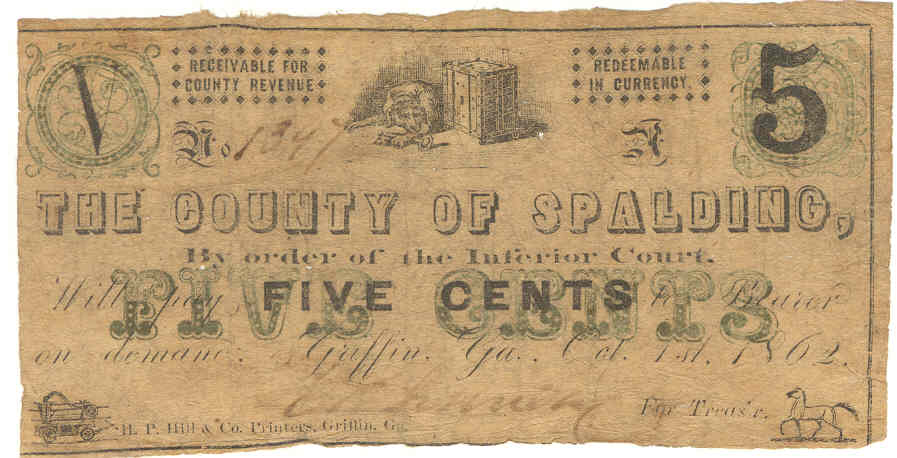 V
RECEIVABLE FOR
COUNTY REVENUE
REDEEMABLE
IN CURRENCY.
5
No 1347
A
THE COUNTY OF SPALDING,
By order of the Inferior Court.
Will pay FIVE CENTS to Bearer
FIVE CENTS
on demand. Griffin, Ga., Oct. 1st, 1862.
For Treas'r.
H. P. Hill & Co. Printers, Griffin, Ga.